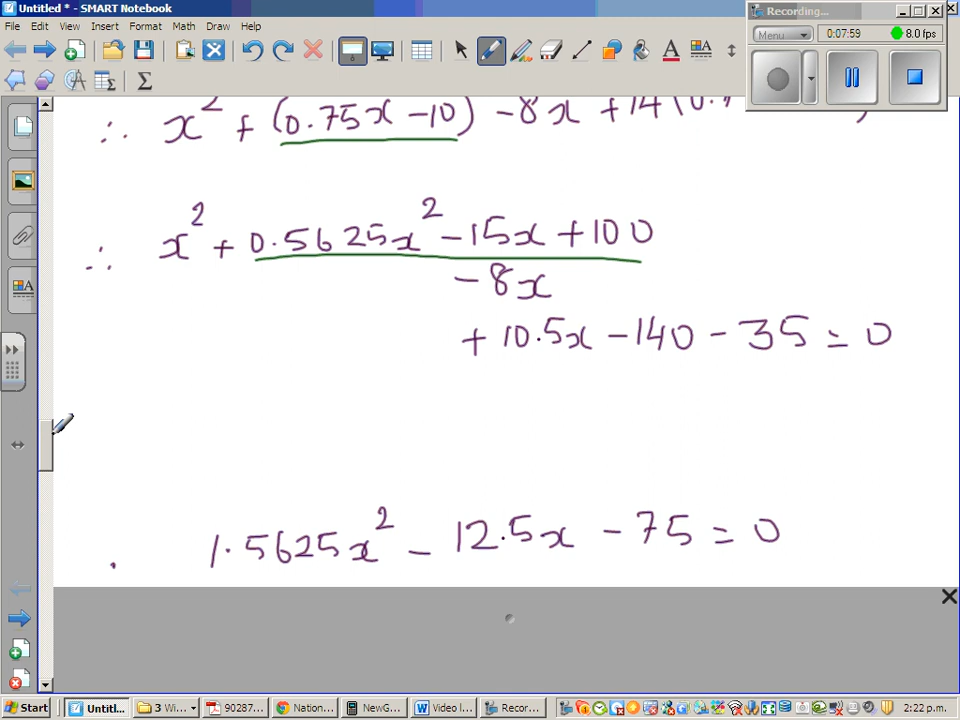 Untitled * - SMART Notebook
Recording...
File Edit View Insert Format Math Draw Help
Menu 0:07:59 8.0 fps
∴ x² + (0.75x - 10) - 8x + 14(0.
∴ x² + 0.5625x² - 15x + 100
- 8x
+ 10.5x - 140 - 35 = 0
1.5625x² - 12.5x - 75 = 0
Start Untitl... 3 Wi... 90287... Nation... NewG... Video l... Recor... 2:22 p.m.